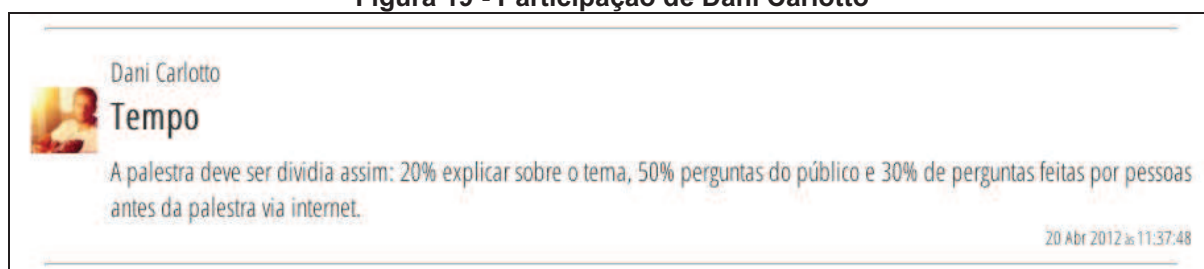 Figura 19 - Participação de Dani Carlotto
Dani Carlotto
Tempo
A palestra deve ser dividia assim: 20% explicar sobre o tema, 50% perguntas do público e 30% de perguntas feitas por pessoas
antes da palestra via internet.
20 Abr 2012 às 11:37:48